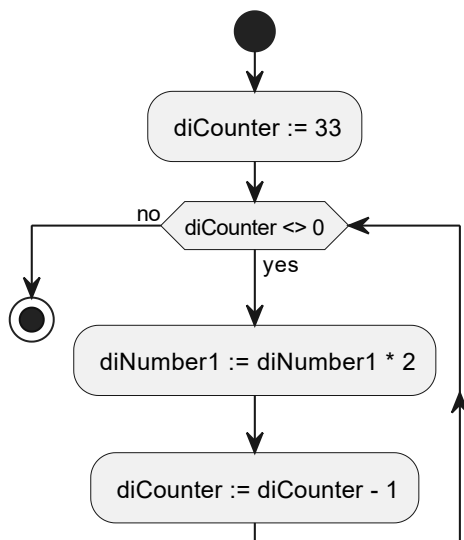 diCounter := 33
no
diCounter <> 0
yes
diNumber1 := diNumber1 * 2
diCounter := diCounter - 1